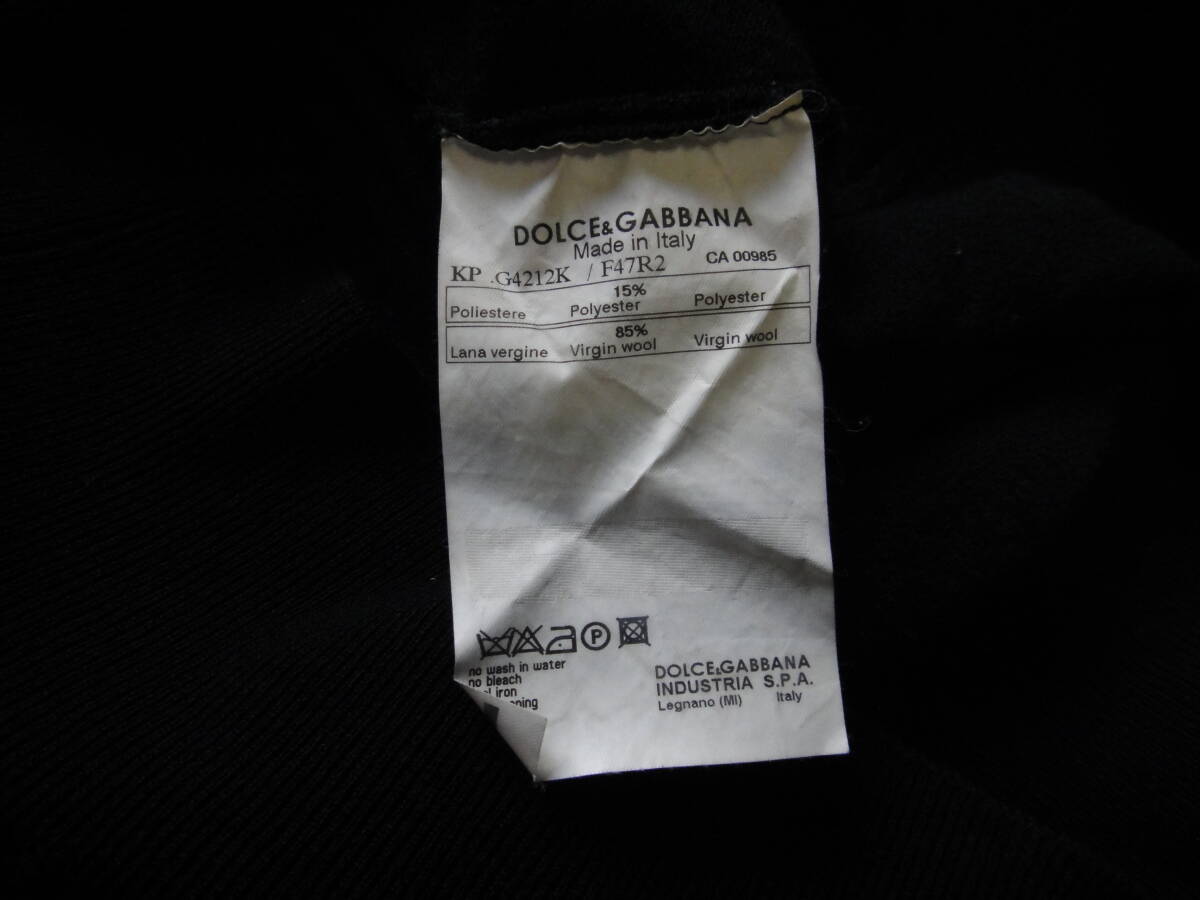 DOLCE&GABBANA
Made in Italy
KP .G4212K / F47R2 CA 00985
15%
Poliestere Polyester Polyester
85%
Lana vergine Virgin wool Virgin wool
P
no wash in water
no bleach
iron
DOLCE&GABBANA
INDUSTRIA S.P.A.
Legnano (MI) Italy